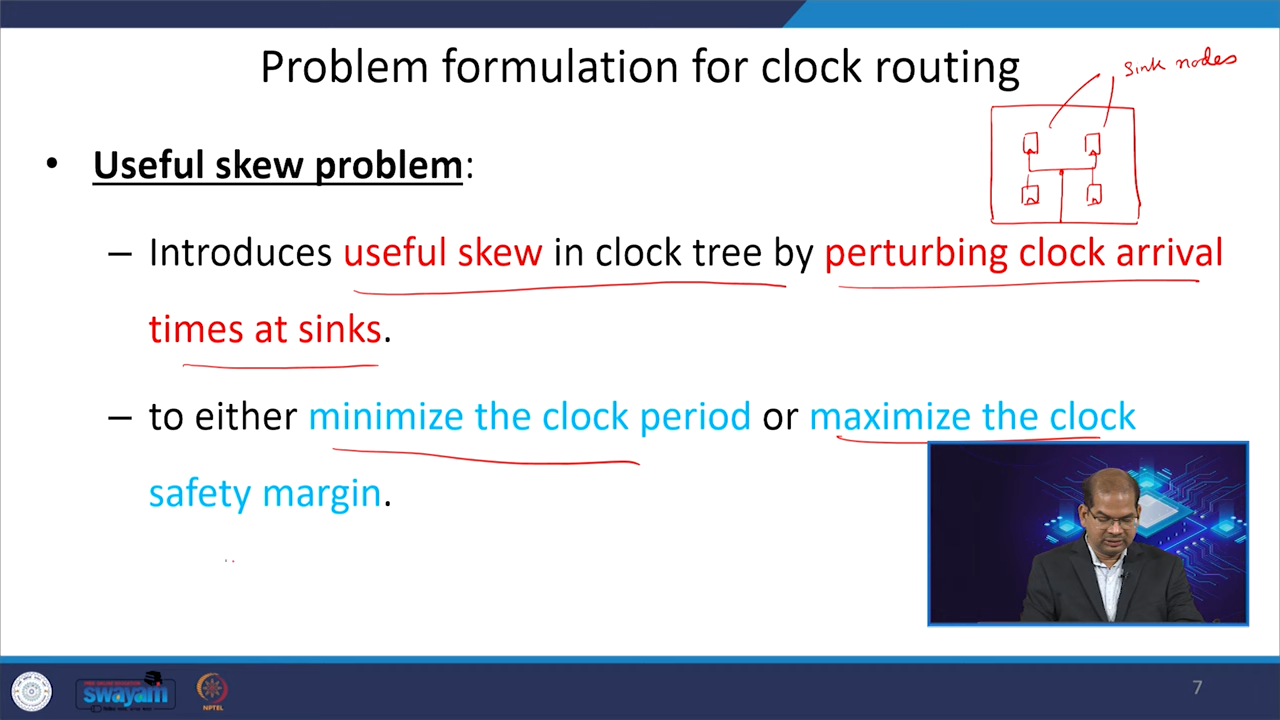 Problem formulation for clock routing
sink nodes
• Useful skew problem:
– Introduces useful skew in clock tree by perturbing clock arrival
times at sinks.
– to either minimize the clock period or maximize the clock
safety margin.
swayam
NPTEL
7